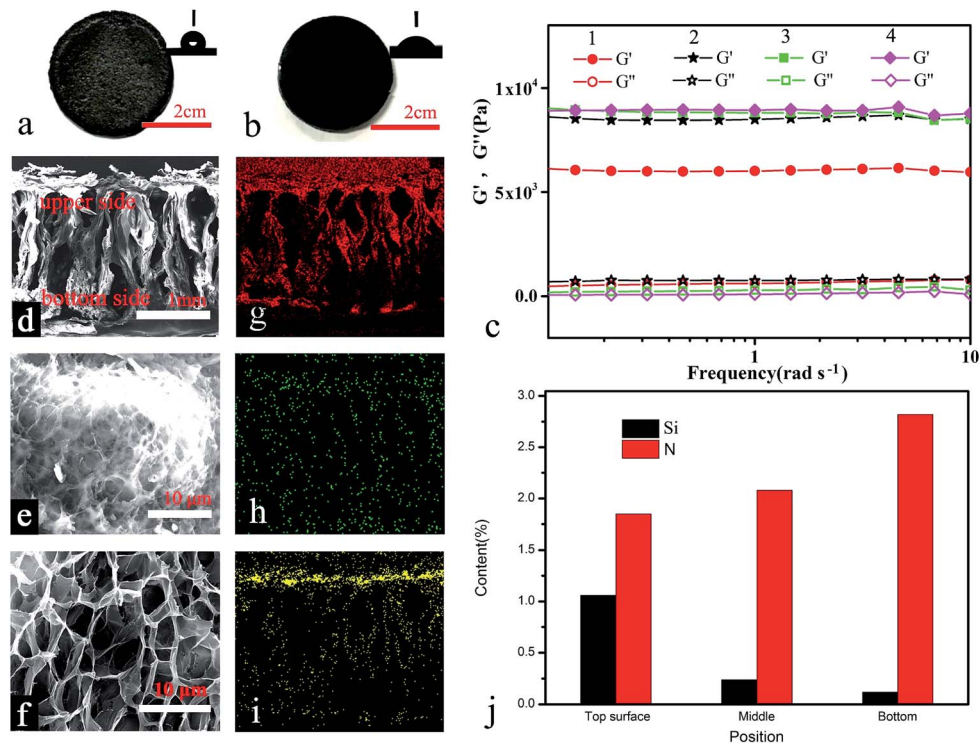 a
2cm
b
2cm
1 2 3 4
G' G' G' G'
G" G" G" G"
1x10⁴
5x10³
0.0
G' , G"(Pa)
1 10
Frequency(rad s⁻¹)
c
upper side
bottom side
1mm
d
g
10 μm
e
h
10 μm
f
i
3.0
2.5
2.0
1.5
1.0
0.5
0.0
Content(%)
Si
N
Top surface Middle Bottom
Position
j